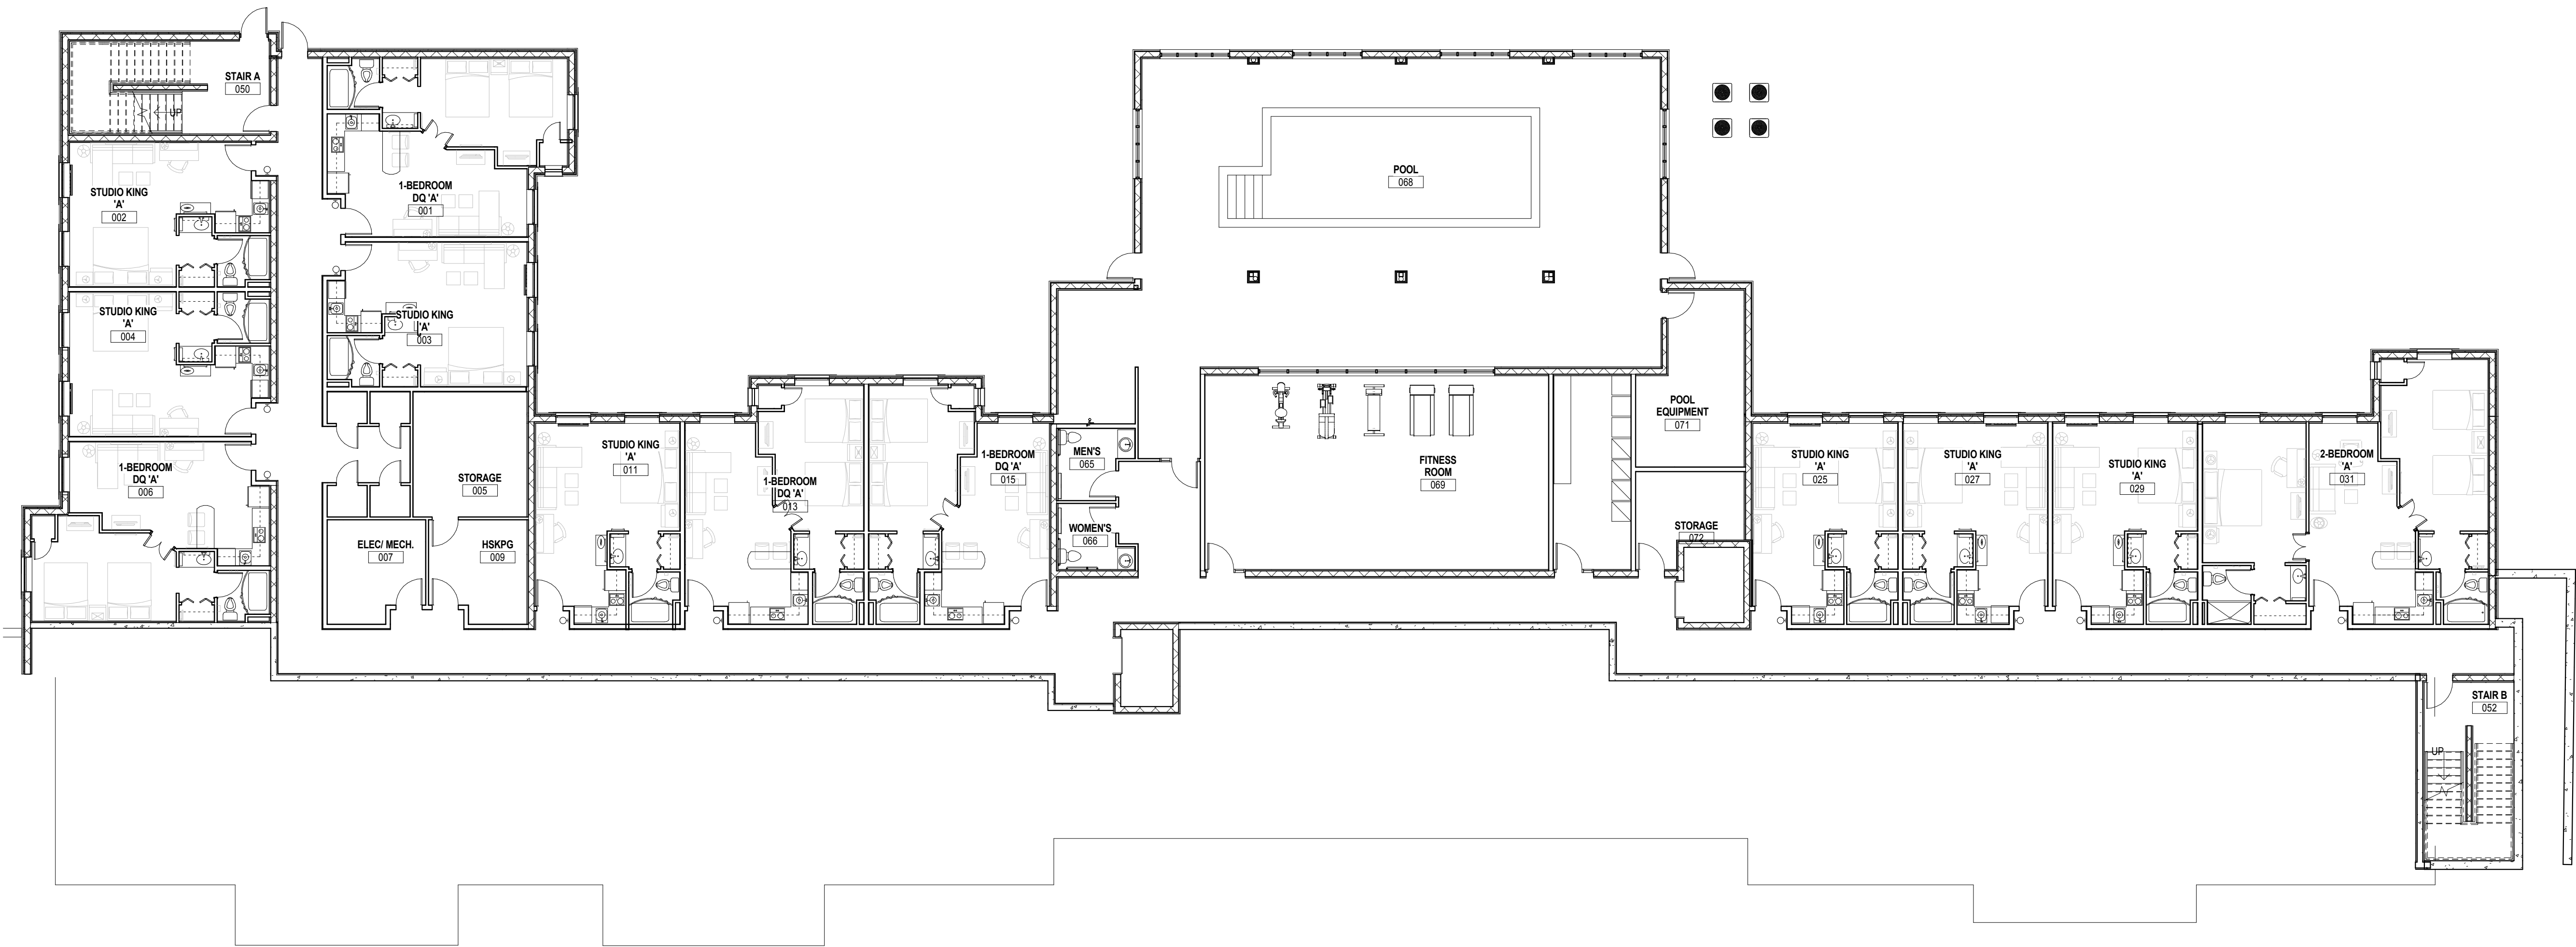 STAIR A
050
UP
STUDIO KING
'A'
002
1-BEDROOM
DQ 'A'
001
STUDIO KING
'A'
004
STUDIO KING
'A'
003
1-BEDROOM
DQ 'A'
006
STORAGE
005
ELEC/ MECH.
007
HSKPG
009
STUDIO KING
'A'
011
1-BEDROOM
DQ 'A'
013
1-BEDROOM
DQ 'A'
015
MEN'S
065
WOMEN'S
066
POOL
068
FITNESS
ROOM
069
POOL
EQUIPMENT
071
STORAGE
072
STUDIO KING
'A'
025
STUDIO KING
'A'
027
STUDIO KING
'A'
029
2-BEDROOM
'A'
031
STAIR B
052
UP